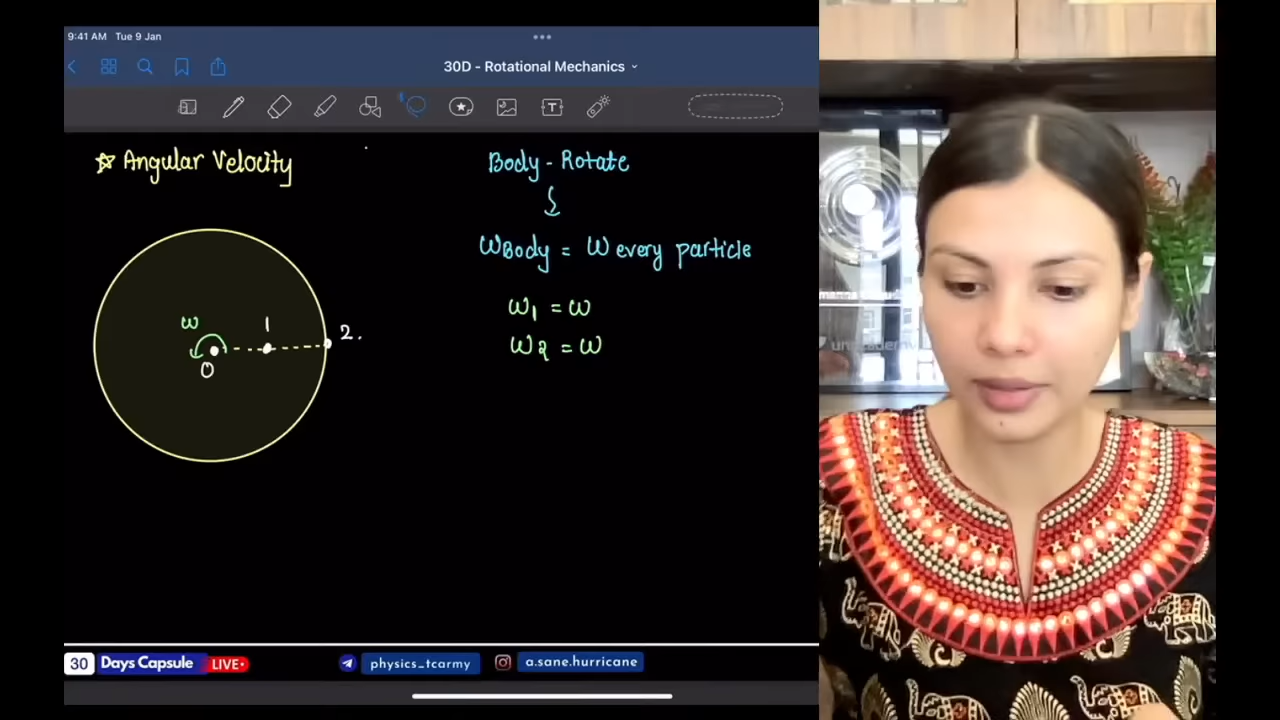 9:41 AM Tue 9 Jan
30D - Rotational Mechanics
☆ Angular Velocity
Body - Rotate
ωBody = ω every particle
ω1 = ω
ω2 = ω
ω
1
2.
O
30 Days Capsule LIVE
physics_tcarmy
a.sane.hurricane